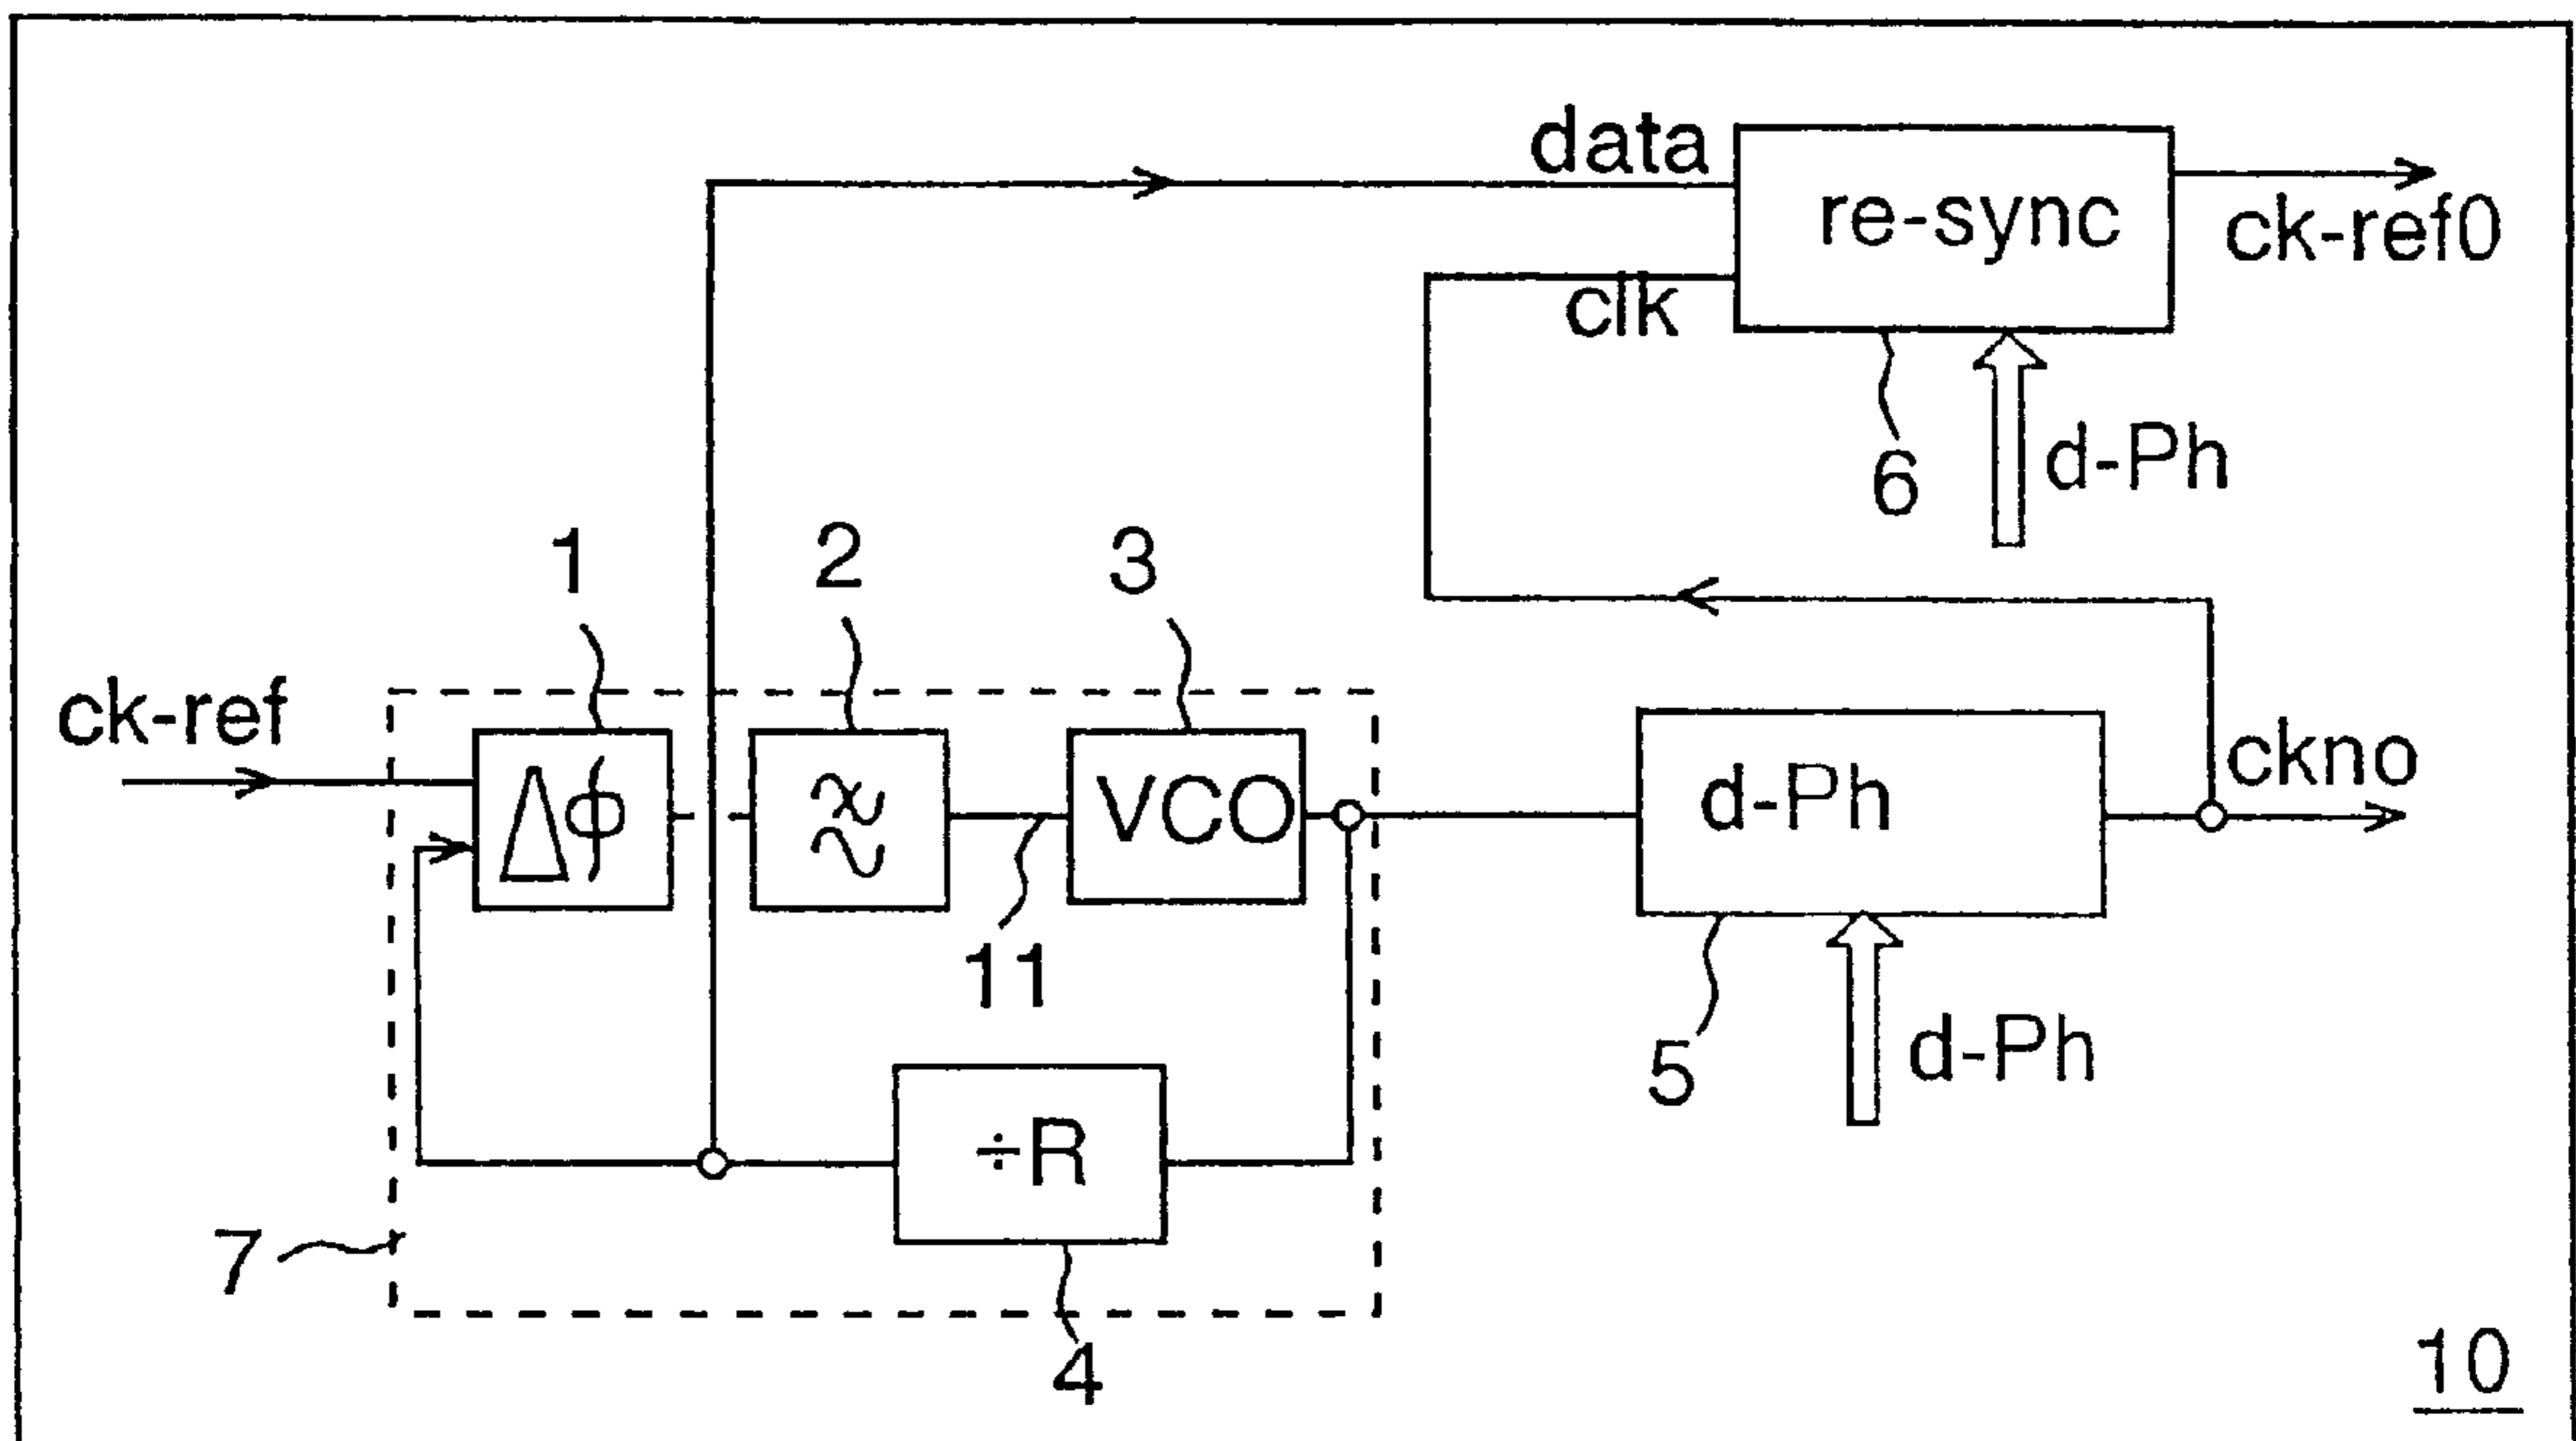 data
re-sync
ck-ref0
clk
6
d-Ph
1
2
3
ck-ref
Δϕ
VCO
d-Ph
ckno
11
5
d-Ph
÷R
7
4
10